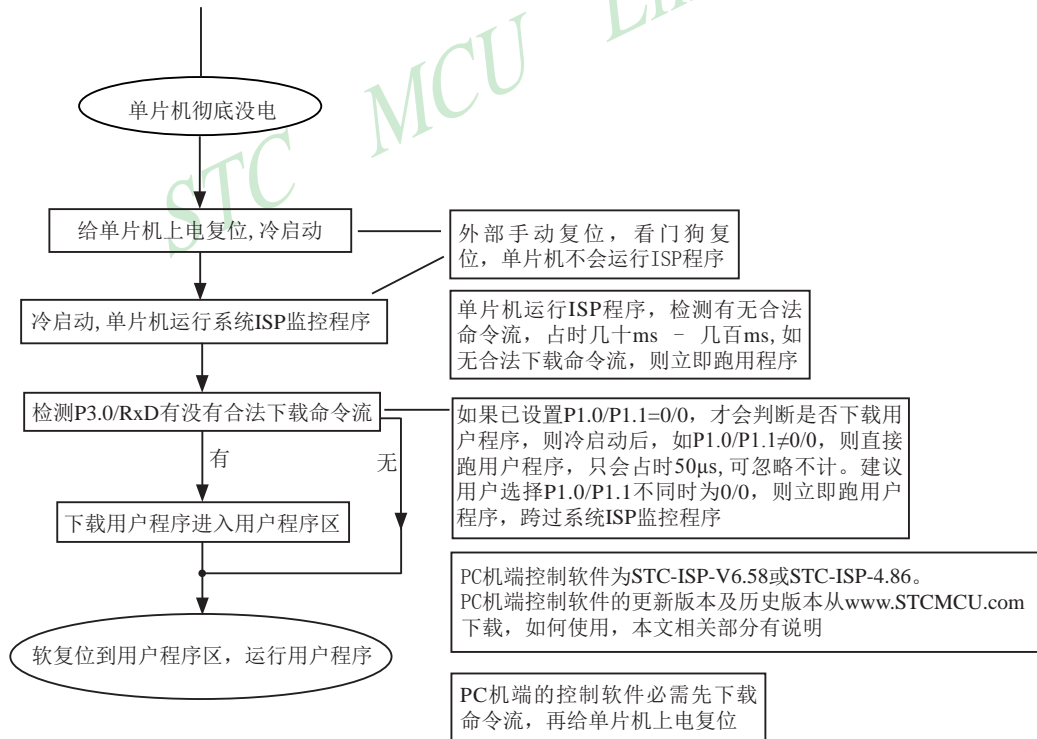 STC MCU
单片机彻底没电
给单片机上电复位,冷启动
外部手动复位，看门狗复
位，单片机不会运行ISP程序
冷启动,单片机运行系统ISP监控程序
单片机运行ISP程序，检测有无合法
命令流，占时几十ms - 几百ms,如
无合法下载命令流，则立即跑用程序
检测P3.0/RxD有没有合法下载命令流
有
无
如果已设置P1.0/P1.1=0/0，才会判断是否下载用
户程序，则冷启动后，如P1.0/P1.1≠0/0，则直接
跑用户程序，只会占时50μs,可忽略不计。建议
用户选择P1.0/P1.1不同时为0/0，则立即跑用户
程序，跨过系统ISP监控程序
下载用户程序进入用户程序区
PC机端控制软件为STC-ISP-V6.58或STC-ISP-4.86。
PC机端控制软件的更新版本及历史版本从www.STCMCU.com
下载，如何使用，本文相关部分有说明
软复位到用户程序区，运行用户程序
PC机端的控制软件必需先下载
命令流，再给单片机上电复位